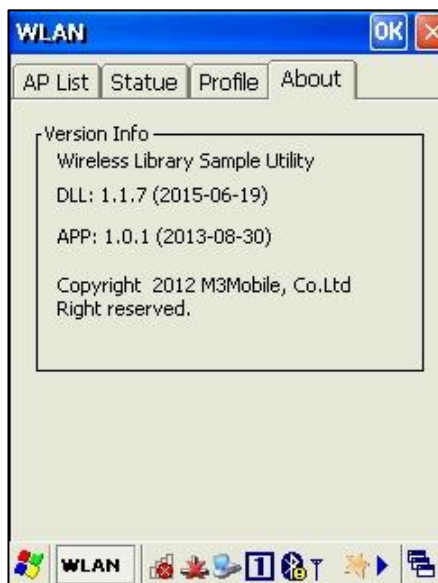 WLAN OK
AP List Statue Profile About
Version Info
Wireless Library Sample Utility
DLL: 1.1.7 (2015-06-19)
APP: 1.0.1 (2013-08-30)
Copyright 2012 M3Mobile, Co.Ltd
Right reserved.
WLAN 1